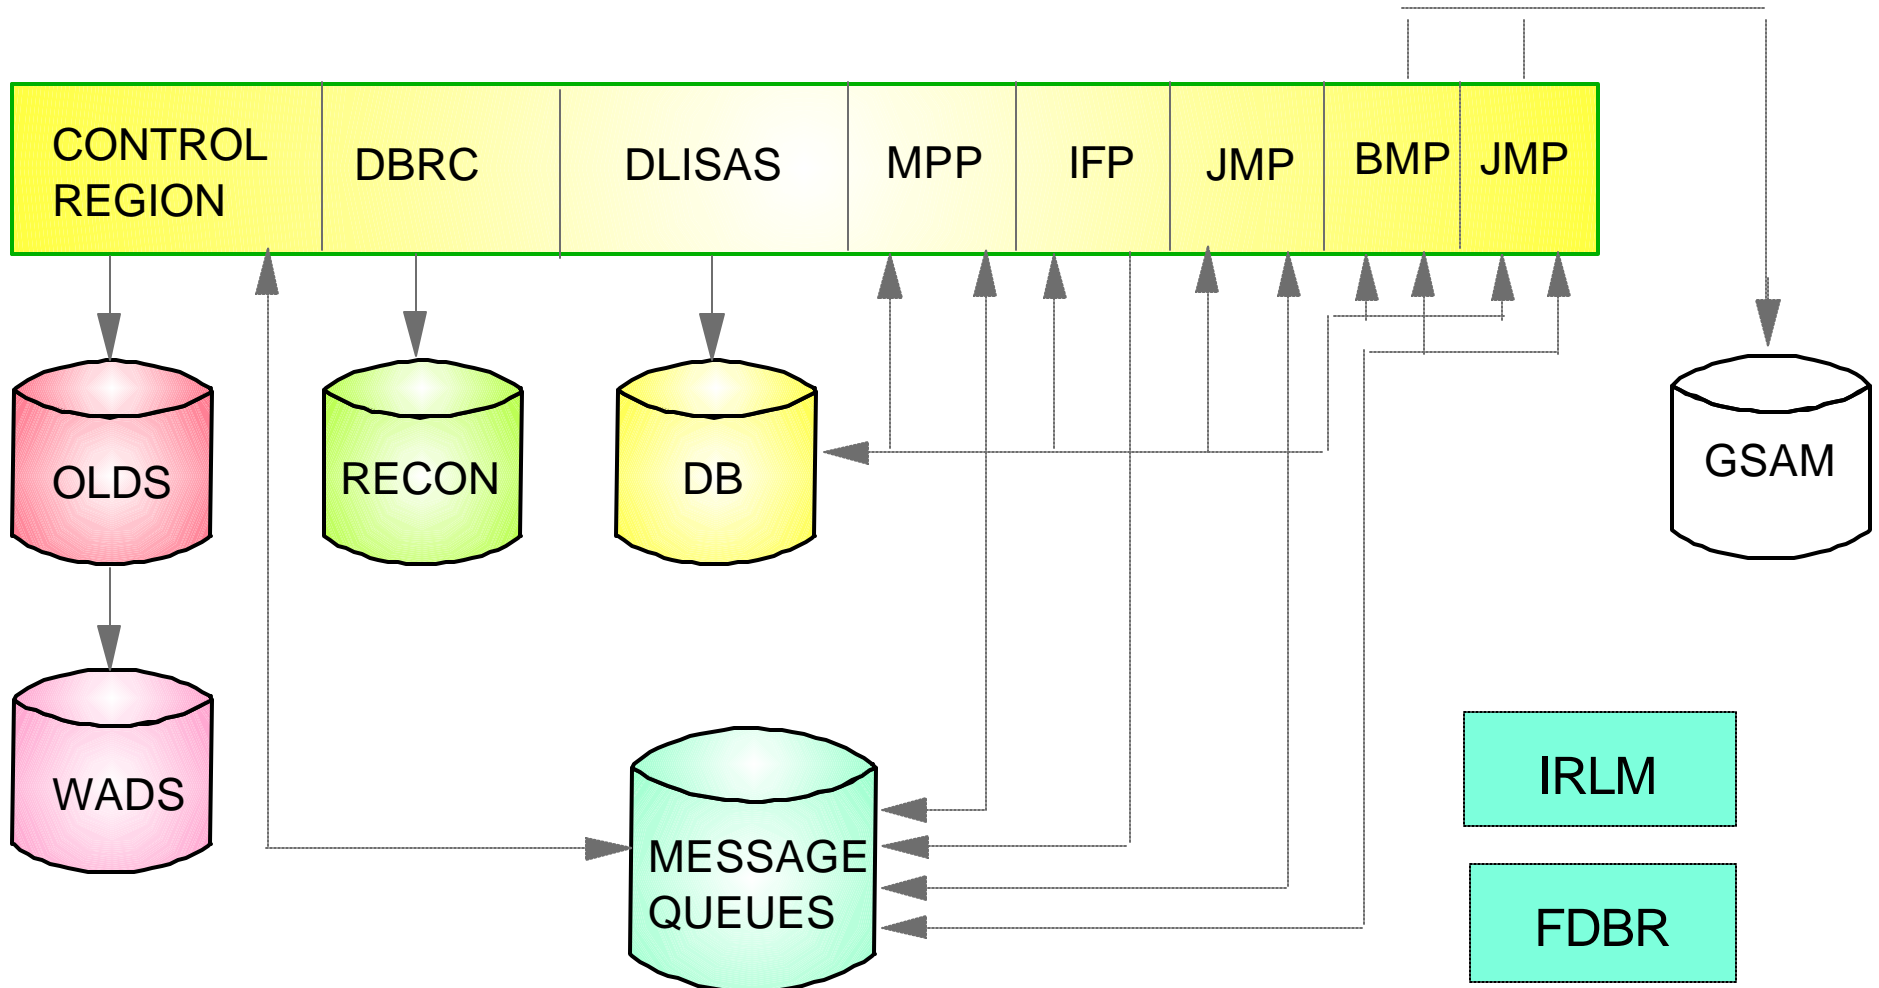 CONTROL
REGION
DBRC
DLISAS
MPP
IFP
JMP
BMP
JMP
OLDS
RECON
DB
GSAM
WADS
MESSAGE
QUEUES
IRLM
FDBR